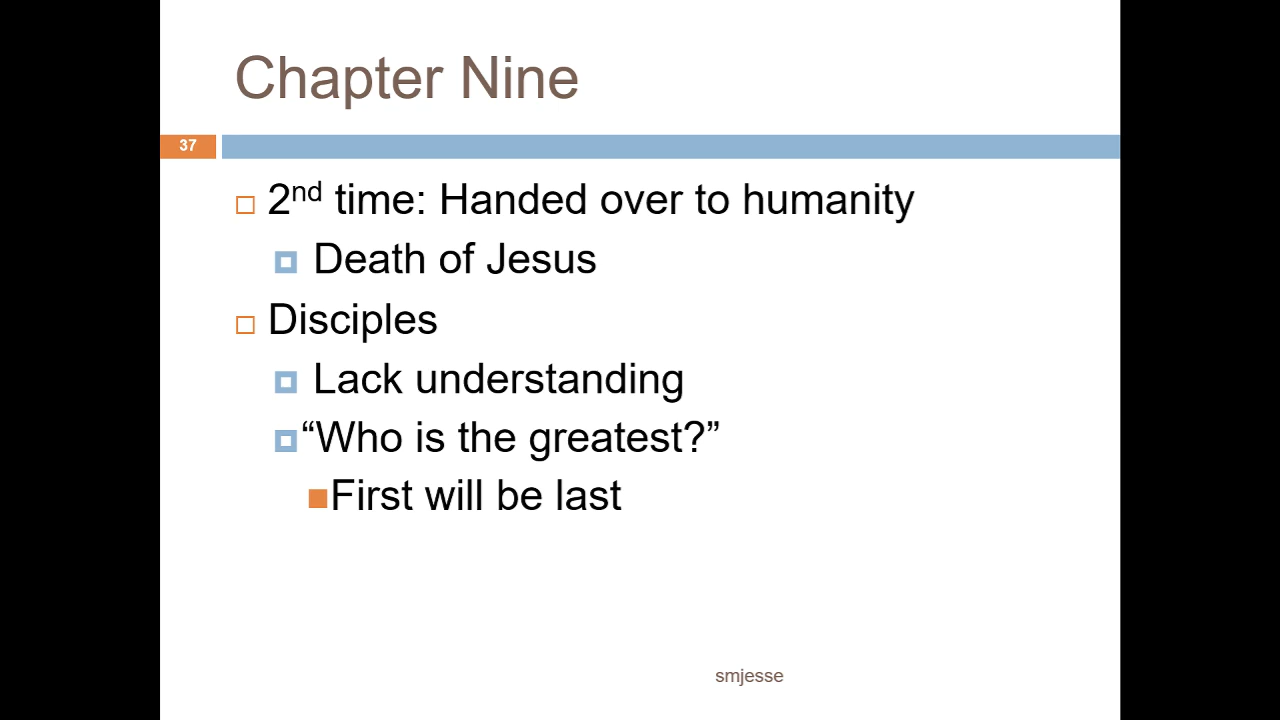 Chapter Nine
37
2nd time: Handed over to humanity
Death of Jesus
Disciples
Lack understanding
“Who is the greatest?”
First will be last
smjesse